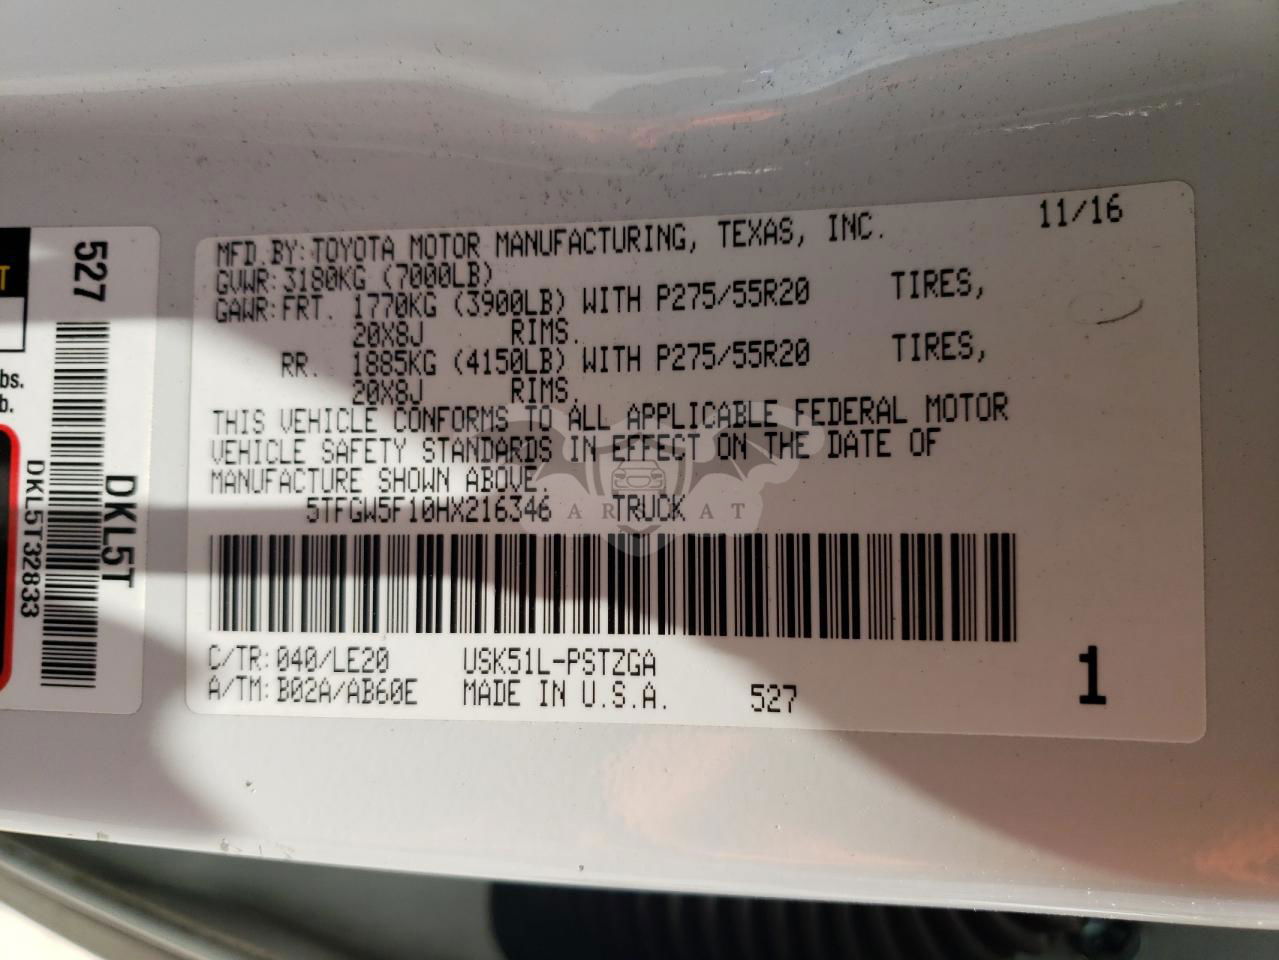 MFD.BY: TOYOTA MOTOR MANUFACTURING, TEXAS, INC. 11/16
GVWR: 3180KG (7000LB)
GAWR: FRT. 1770KG (3900LB) WITH P275/55R20 TIRES,
20X8J RIMS.
RR. 1885KG (4150LB) WITH P275/55R20 TIRES,
20X8J RIMS.
THIS VEHICLE CONFORMS TO ALL APPLICABLE FEDERAL MOTOR
VEHICLE SAFETY STANDARDS IN EFFECT ON THE DATE OF
MANUFACTURE SHOWN ABOVE.
5TFGW5F10HX216346 TRUCK
C/TR: 040/LE20 USK51L-PSTZGA
A/TM: B02A/AB60E MADE IN U.S.A. 527 1
527
DKL5T
DKL5T32833
bs.
b.
T